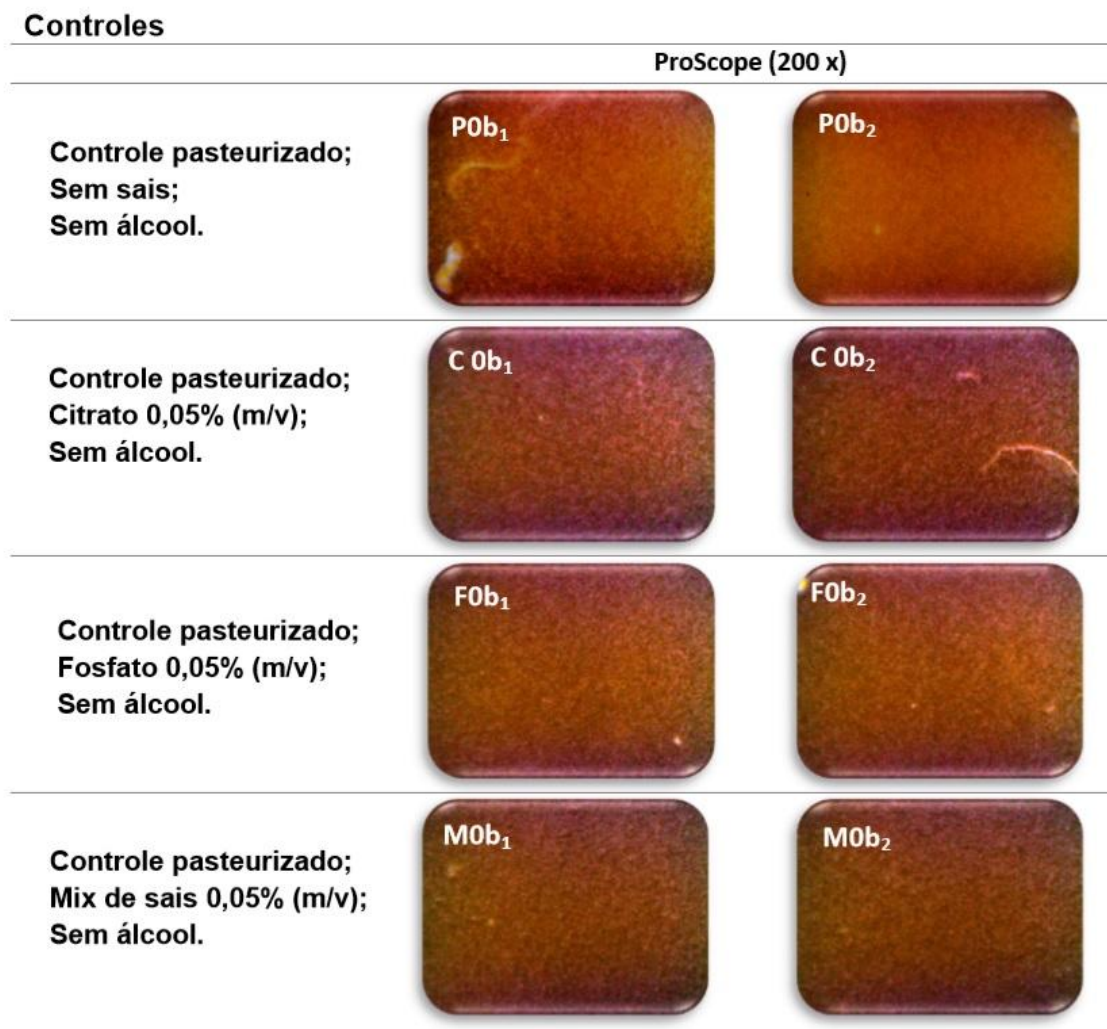 Controles
ProScope (200 x)
Controle pasteurizado;
Sem sais;
Sem álcool.
P0b₁
P0b₂
Controle pasteurizado;
Citrato 0,05% (m/v);
Sem álcool.
C 0b₁
C 0b₂
Controle pasteurizado;
Fosfato 0,05% (m/v);
Sem álcool.
F0b₁
F0b₂
Controle pasteurizado;
Mix de sais 0,05% (m/v);
Sem álcool.
M0b₁
M0b₂